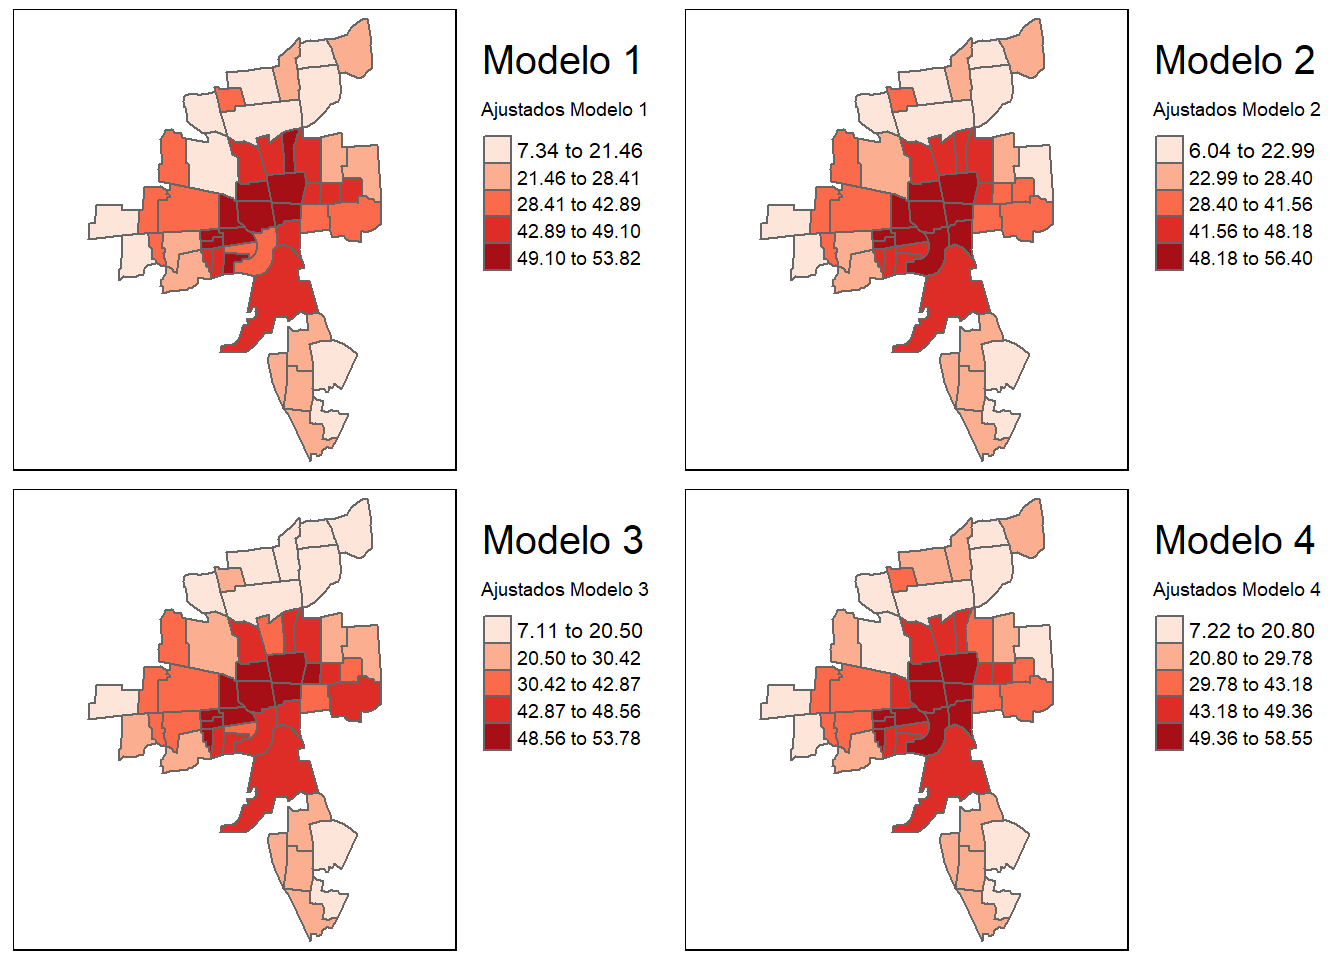 Modelo 1
Ajustados Modelo 1
7.34 to 21.46
21.46 to 28.41
28.41 to 42.89
42.89 to 49.10
49.10 to 53.82
Modelo 2
Ajustados Modelo 2
6.04 to 22.99
22.99 to 28.40
28.40 to 41.56
41.56 to 48.18
48.18 to 56.40
Modelo 3
Ajustados Modelo 3
7.11 to 20.50
20.50 to 30.42
30.42 to 42.87
42.87 to 48.56
48.56 to 53.78
Modelo 4
Ajustados Modelo 4
7.22 to 20.80
20.80 to 29.78
29.78 to 43.18
43.18 to 49.36
49.36 to 58.55